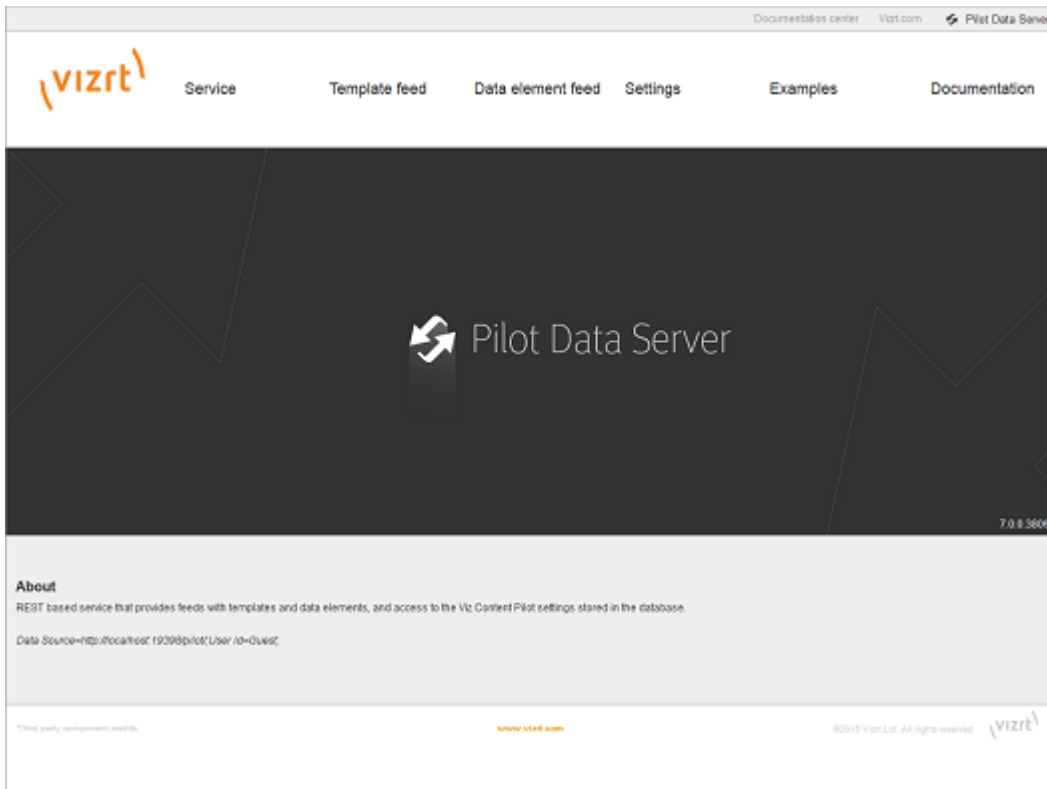 Documentation center Vizrt.com Pilot Data Server
vizrt Service Template feed Data element feed Settings Examples Documentation
Pilot Data Server
7.0.0.3806
About
REST based service that provides feeds with templates and data elements, and access to the Viz Content Pilot settings stored in the database.
Data Source=http://localhost:19398/pilot/;User Id=Guest;
Third party component credits www.vizrt.com ©2015 Vizrt Ltd. All rights reserved vizrt